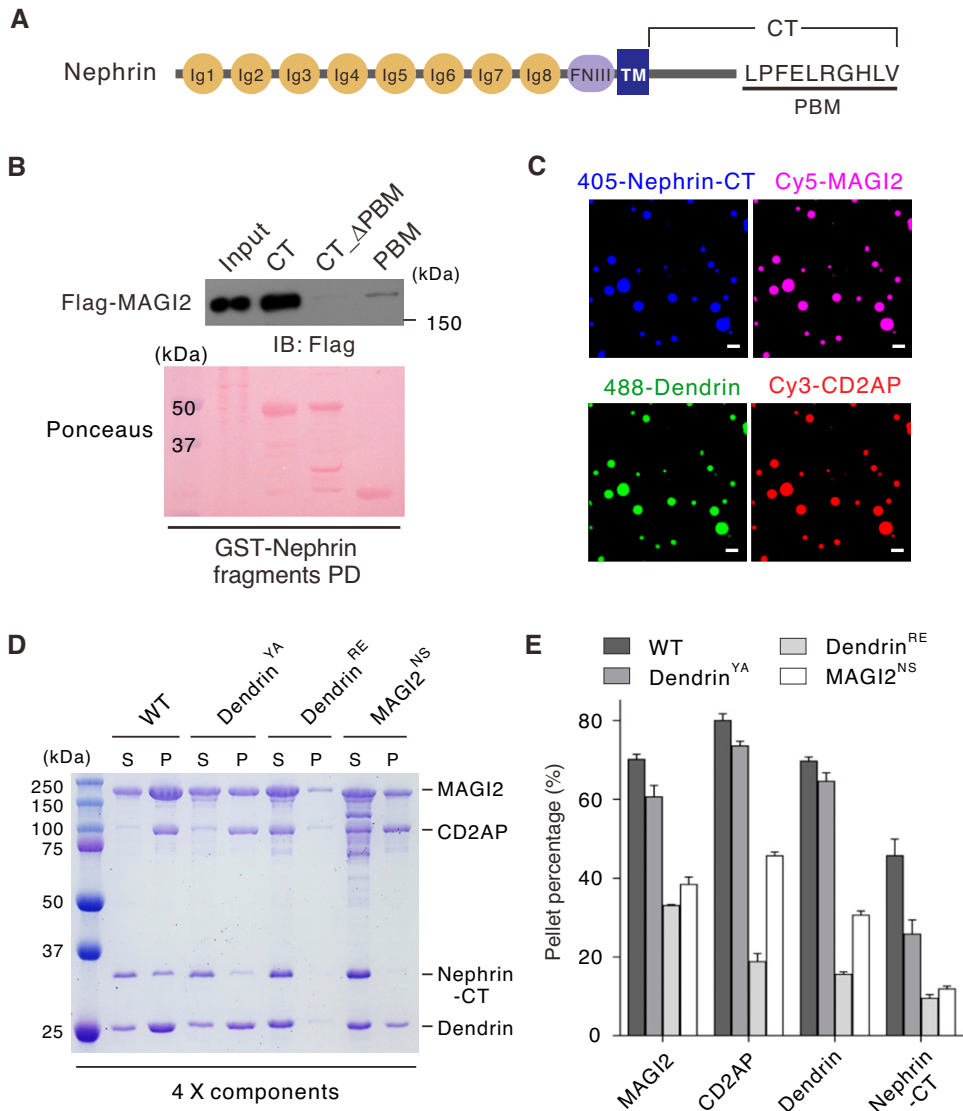 A
CT
Nephrin Ig1 Ig2 Ig3 Ig4 Ig5 Ig6 Ig7 Ig8 FNIII TM LPFELRGHLV
PBM
B
Input CT CT_ΔPBM PBM
(kDa)
Flag-MAGI2
150
IB: Flag
(kDa)
50
37
Ponceaus
GST-Nephrin
fragments PD
C
405-Nephrin-CT Cy5-MAGI2
488-Dendrin Cy3-CD2AP
D
WT Dendrin^YA Dendrin^RE MAGI2^NS
(kDa) S P S P S P S P
250
150
100
75
50
37
25
MAGI2
CD2AP
Nephrin
-CT
Dendrin
4 X components
E
WT
Dendrin^YA
Dendrin^RE
MAGI2^NS
Pellet percentage (%)
80
60
40
20
0
MAGI2 CD2AP Dendrin Nephrin
-CT